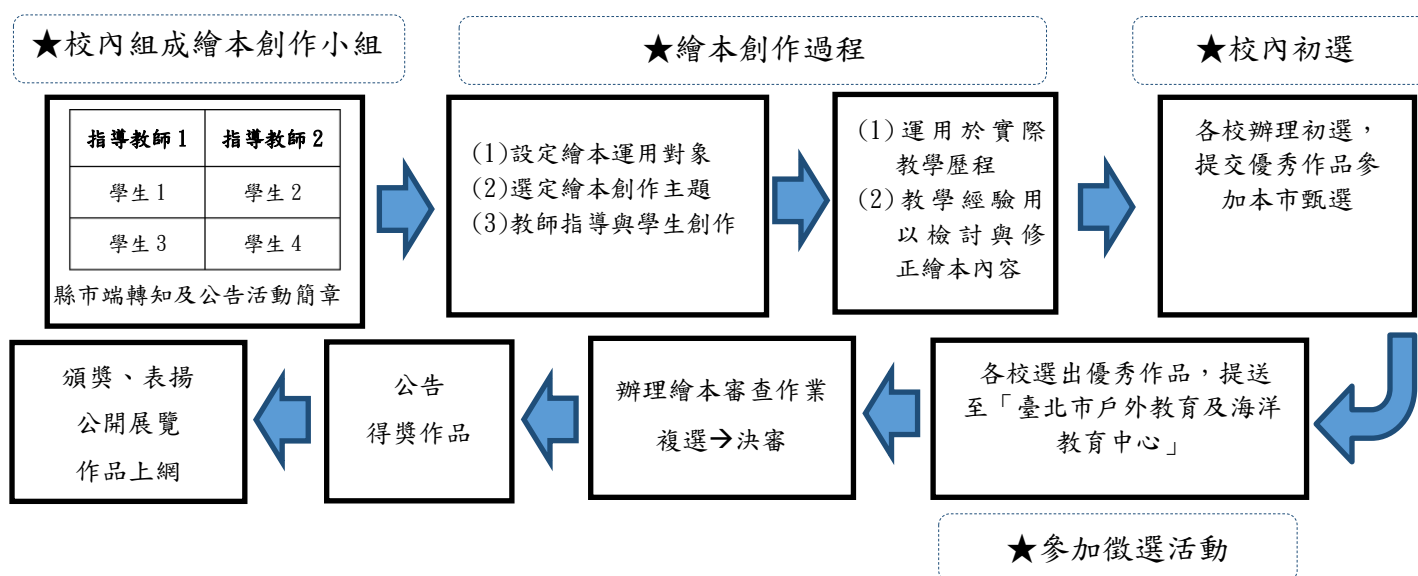 ★校內組成繪本創作小組
★繪本創作過程
★校內初選
指導教師1 指導教師2
學生1 學生2
學生3 學生4
縣市端轉知及公告活動簡章
(1)設定繪本運用對象
(2)選定繪本創作主題
(3)教師指導與學生創作
(1)運用於實際
教學歷程
(2)教學經驗用
以檢討與修
正繪本內容
各校辦理初選，
提交優秀作品參
加本市甄選
各校選出優秀作品，提送
至「臺北市戶外教育及海洋
教育中心」
辦理繪本審查作業
複選→決審
公告
得獎作品
頒獎、表揚
公開展覽
作品上網
★參加徵選活動